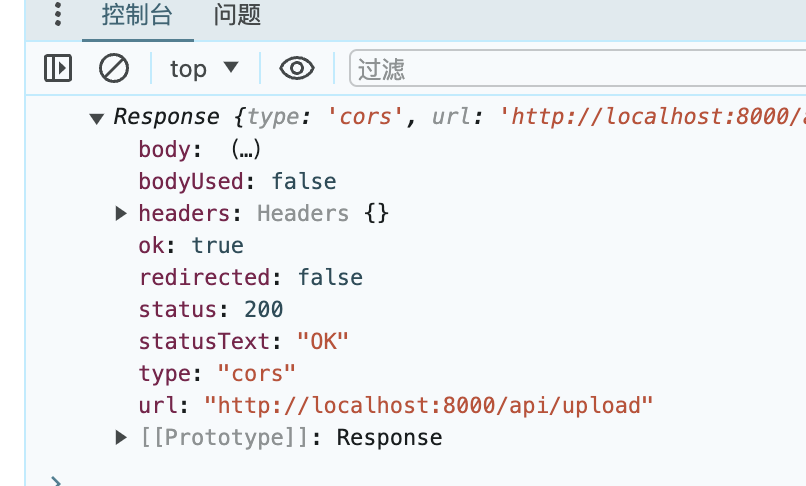 控制台 问题
top 过滤
Response {type: 'cors', url: 'http://localhost:8000/
body: (…)
bodyUsed: false
headers: Headers {}
ok: true
redirected: false
status: 200
statusText: "OK"
type: "cors"
url: "http://localhost:8000/api/upload"
[[Prototype]]: Response